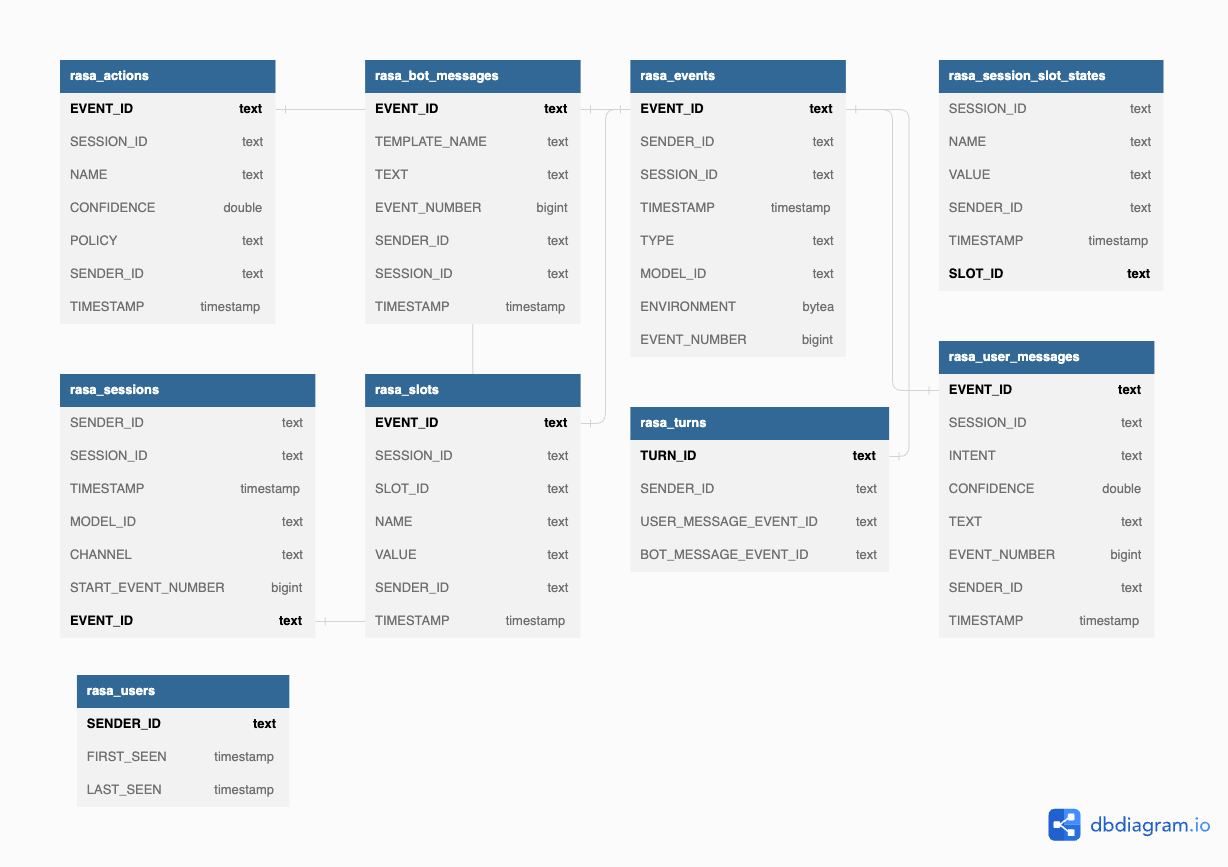 rasa_actions
EVENT_ID text
SESSION_ID text
NAME text
CONFIDENCE double
POLICY text
SENDER_ID text
TIMESTAMP timestamp
rasa_bot_messages
EVENT_ID text
TEMPLATE_NAME text
TEXT text
EVENT_NUMBER bigint
SENDER_ID text
SESSION_ID text
TIMESTAMP timestamp
rasa_events
EVENT_ID text
SENDER_ID text
SESSION_ID text
TIMESTAMP timestamp
TYPE text
MODEL_ID text
ENVIRONMENT bytea
EVENT_NUMBER bigint
rasa_session_slot_states
SESSION_ID text
NAME text
VALUE text
SENDER_ID text
TIMESTAMP timestamp
SLOT_ID text
rasa_sessions
SENDER_ID text
SESSION_ID text
TIMESTAMP timestamp
MODEL_ID text
CHANNEL text
START_EVENT_NUMBER bigint
EVENT_ID text
rasa_slots
EVENT_ID text
SESSION_ID text
SLOT_ID text
NAME text
VALUE text
SENDER_ID text
TIMESTAMP timestamp
rasa_turns
TURN_ID text
SENDER_ID text
USER_MESSAGE_EVENT_ID text
BOT_MESSAGE_EVENT_ID text
rasa_user_messages
EVENT_ID text
SESSION_ID text
INTENT text
CONFIDENCE double
TEXT text
EVENT_NUMBER bigint
SENDER_ID text
TIMESTAMP timestamp
rasa_users
SENDER_ID text
FIRST_SEEN timestamp
LAST_SEEN timestamp
dbdiagram.io